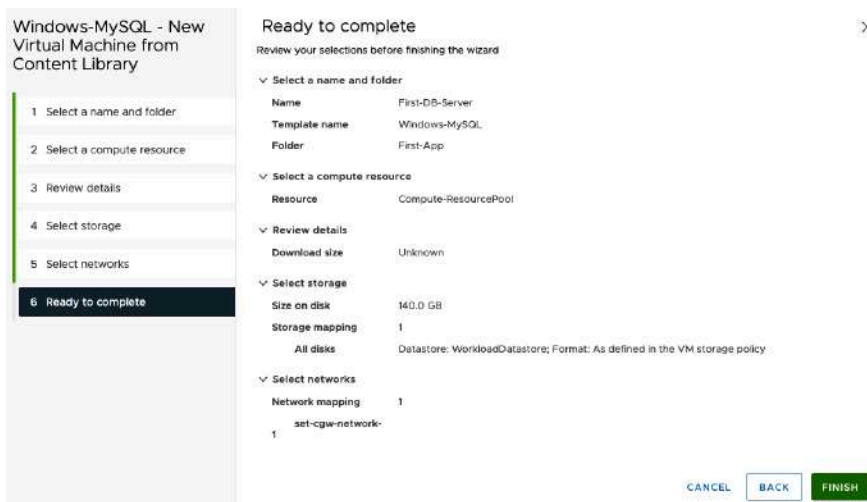 Windows-MySQL - New
Virtual Machine from
Content Library
1 Select a name and folder
2 Select a compute resource
3 Review details
4 Select storage
5 Select networks
6 Ready to complete
Ready to complete
Review your selections before finishing the wizard
Select a name and folder
Name First-DB-Server
Template name Windows-MySQL
Folder First-App
Select a compute resource
Resource Compute-ResourcePool
Review details
Download size Unknown
Select storage
Size on disk 140.0 GB
Storage mapping 1
All disks Datastore: WorkloadDatastore; Format: As defined in the VM storage policy
Select networks
Network mapping 1
set-cgw-network-
1
CANCEL BACK FINISH